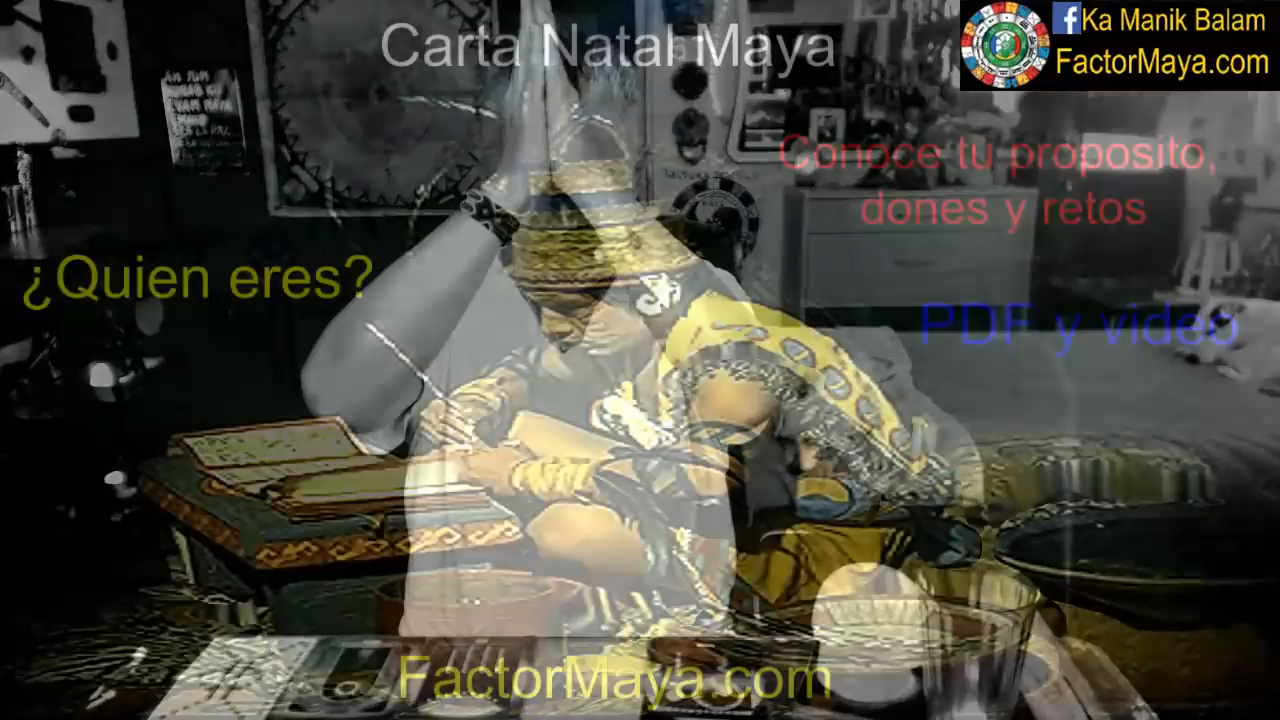 Carta Natal Maya
Ka Manik Balam
FactorMaya.com
Conoce tu proposito,
dones y retos
¿Quien eres?
PDF y video
FactorMaya.com